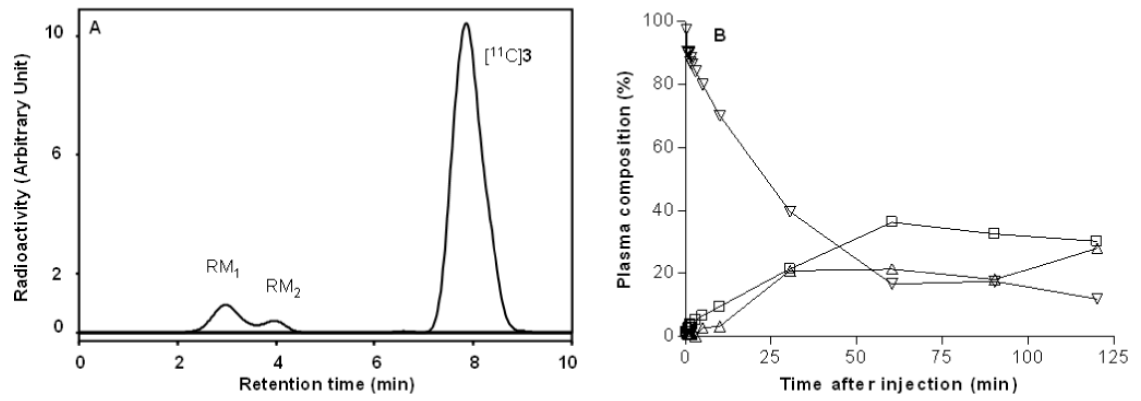 A
[¹¹C]3
RM₁
RM₂
10
6
2
0
Radioactivity (Arbitrary Unit)
0 2 4 6 8 10
Retention time (min)
B
100
80
60
40
20
0
Plasma composition (%)
0 25 50 75 100 125
Time after injection (min)